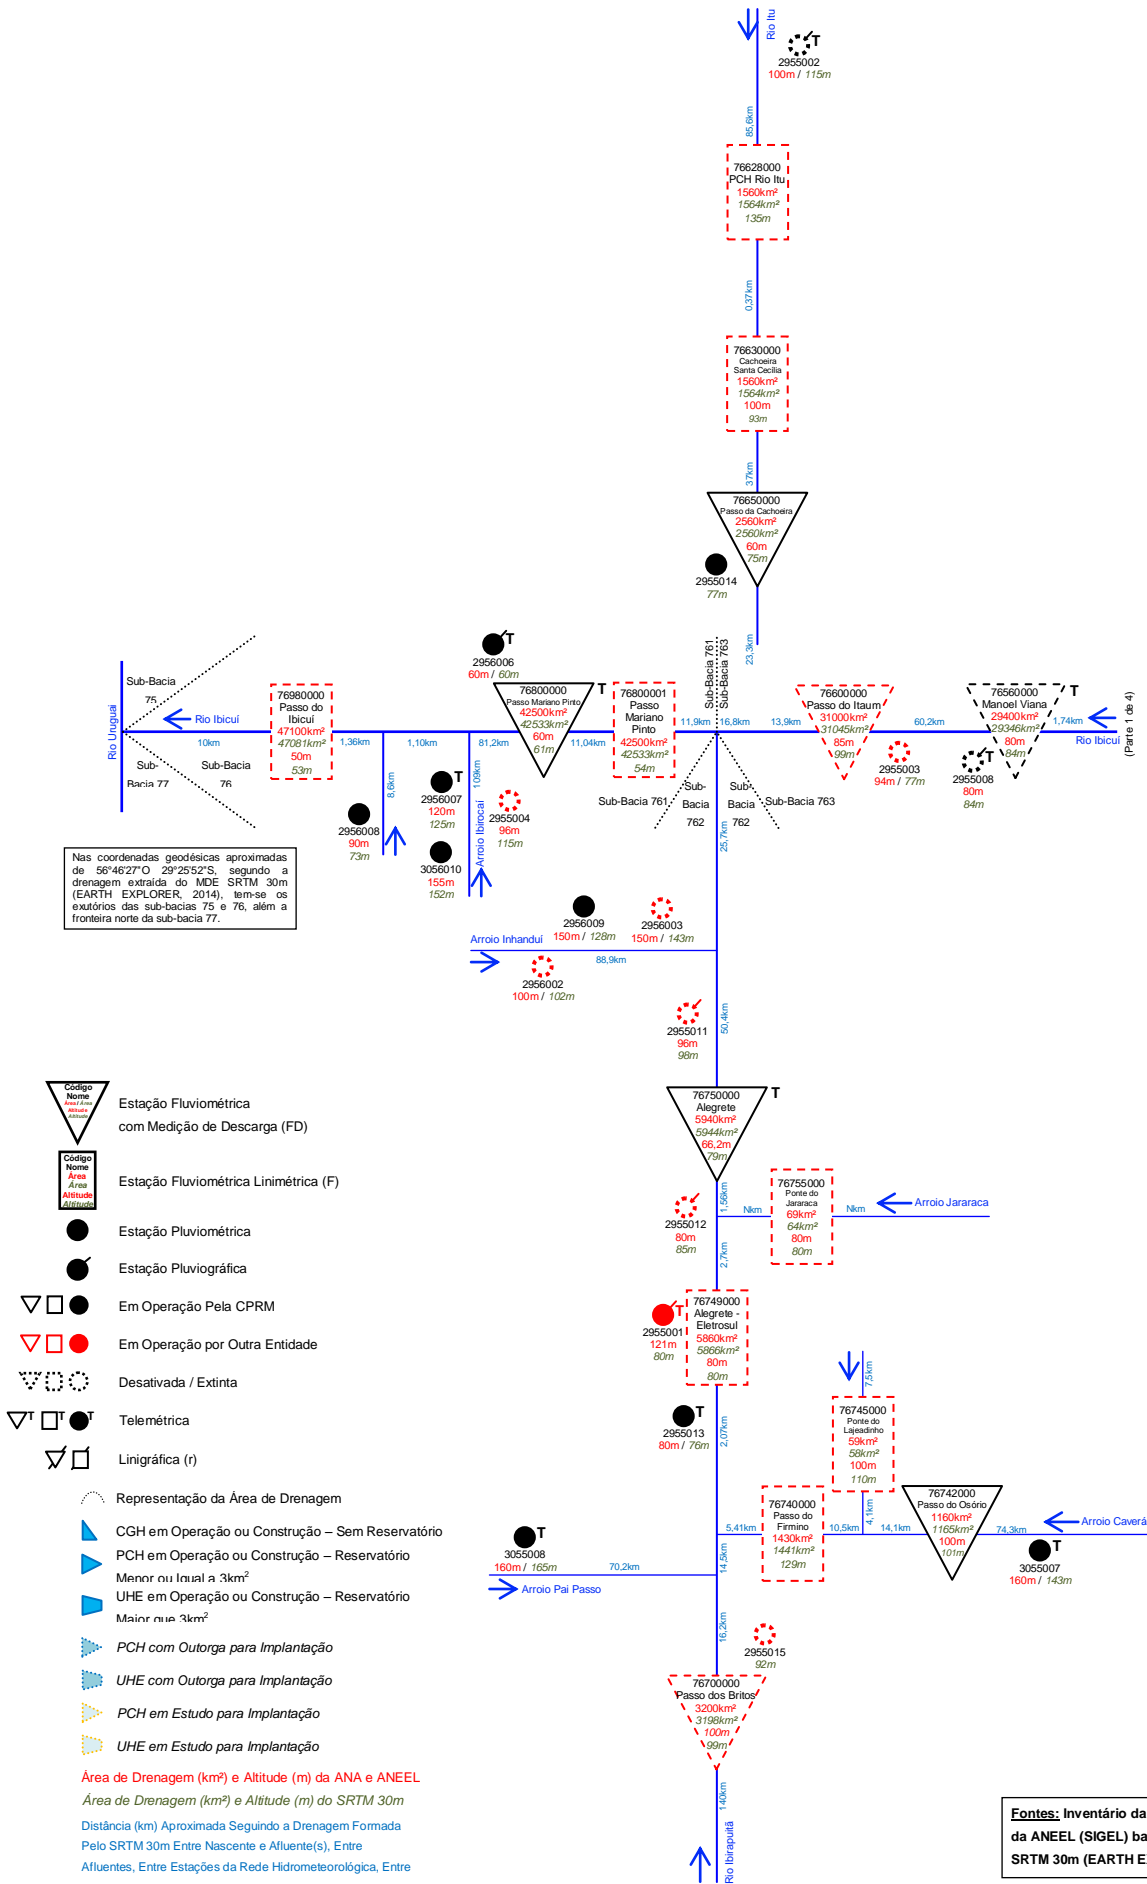 Rio Itu
T
2955002
100m / 115m
85,6km
76628000
PCH Rio Itu
1560km²
1564km²
135m
0,37km
76630000
Cachoeira
Santa Cecília
1560km²
1564km²
100m
93m
37km
76650000
Passo da Cachoeira
2560km²
2560km²
60m
75m
2955014
77m
23,3km
Sub-Bacia 761
Sub-Bacia 763
Rio Uruguai
Sub-Bacia
75
Rio Ibicuí
10km
Sub-
Bacia 77
Sub-Bacia
76
76980000
Passo do
Ibicuí
47100km²
47081km²
50m
53m
1,36km
1,10km
81,2km
T
2956006
60m / 60m
76800000
T
Passo Mariano Pinto
42500km²
42533km²
60m
61m
11,04km
76800001
Passo
Mariano
Pinto
42500km²
42533km²
54m
11,9km
16,8km
13,9km
76600000
Passo do Itaum
31000km²
31045km²
85m
99m
60,2km
2955003
94m / 77m
76560000
T
Manoel Viana
29400km²
29346km²
80m
84m
1,74km
Rio Ibicuí
(Parte 1 de 4)
T
2955008
80m
84m
Sub-Bacia 761
Sub-
Bacia
762
Sub-
Bacia
762
Sub-Bacia 763
25,7km
8,6km
2956008
90m
73m
T
2956007
120m
125m
3056010
155m
152m
109km
Arroio Ibirocaí
2955004
96m
115m
Nas coordenadas geodésicas aproximadas
de 56°46'27"O 29°25'52"S, segundo a
drenagem extraída do MDE SRTM 30m
(EARTH EXPLORER, 2014), tem-se os
exutórios das sub-bacias 75 e 76, além a
fronteira norte da sub-bacia 77.
2956009
150m / 128m
2956003
150m / 143m
Arroio Inhanduí
88,9km
2956002
100m / 102m
50,4km
2955011
96m
98m
76750000
T
Alegrete
5940km²
5944km²
66,2m
79m
1,56km
2955012
80m
85m
Nkm
76755000
Ponte do
Jararaca
69km²
64km²
80m
80m
Nkm
Arroio Jararaca
2,7km
T
2955001
121m
80m
76749000
Alegrete -
Eletrosul
5860km²
5866km²
80m
80m
T
2955013
80m / 76m
2,07km
7,5km
76745000
Ponte do
Lajeadinho
59km²
58km²
100m
110m
4,1km
5,41km
76740000
Passo do
Firmino
1430km²
1441km²
129m
10,5km
14,1km
76742000
Passo do Osório
1160km²
1165km²
100m
101m
74,3km
Arroio Caverá
T
3055007
160m / 143m
T
3055008
160m / 165m
70,2km
Arroio Pai Passo
14,5km
16,2km
2955015
92m
76700000
Passo dos Britos
3200km²
3198km²
100m
99m
140km
Rio Ibirapuitã
Código
Nome
Área / Área
Altitude
Altitude
Estação Fluviométrica
com Medição de Descarga (FD)
Código
Nome
Área
Área
Altitude
Altitude
Estação Fluviométrica Linimétrica (F)
Estação Pluviométrica
Estação Pluviográfica
Em Operação Pela CPRM
Em Operação por Outra Entidade
Desativada / Extinta
T T T
Telemétrica
Linigráfica (r)
Representação da Área de Drenagem
CGH em Operação ou Construção – Sem Reservatório
PCH em Operação ou Construção – Reservatório
Menor ou Igual a 3km²
UHE em Operação ou Construção – Reservatório
Maior que 3km²
PCH com Outorga para Implantação
UHE com Outorga para Implantação
PCH em Estudo para Implantação
UHE em Estudo para Implantação
Área de Drenagem (km²) e Altitude (m) da ANA e ANEEL
Área de Drenagem (km²) e Altitude (m) do SRTM 30m
Distância (km) Aproximada Seguindo a Drenagem Formada
Pelo SRTM 30m Entre Nascente e Afluente(s), Entre
Afluentes, Entre Estações da Rede Hidrometeorológica, Entre
Fontes: Inventário da
da ANEEL (SIGEL) ba
SRTM 30m (EARTH E